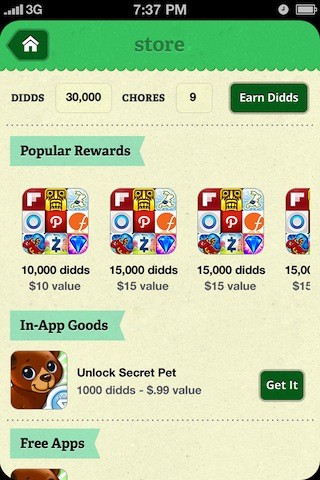 3G 7:37 PM
store
DIDDS 30,000 CHORES 9 Earn Didds
Popular Rewards
10,000 didds 15,000 didds 15,000 didds 15,00
$10 value $15 value $15 value $15
In-App Goods
Unlock Secret Pet
1000 didds - $.99 value
Get It
Free Apps